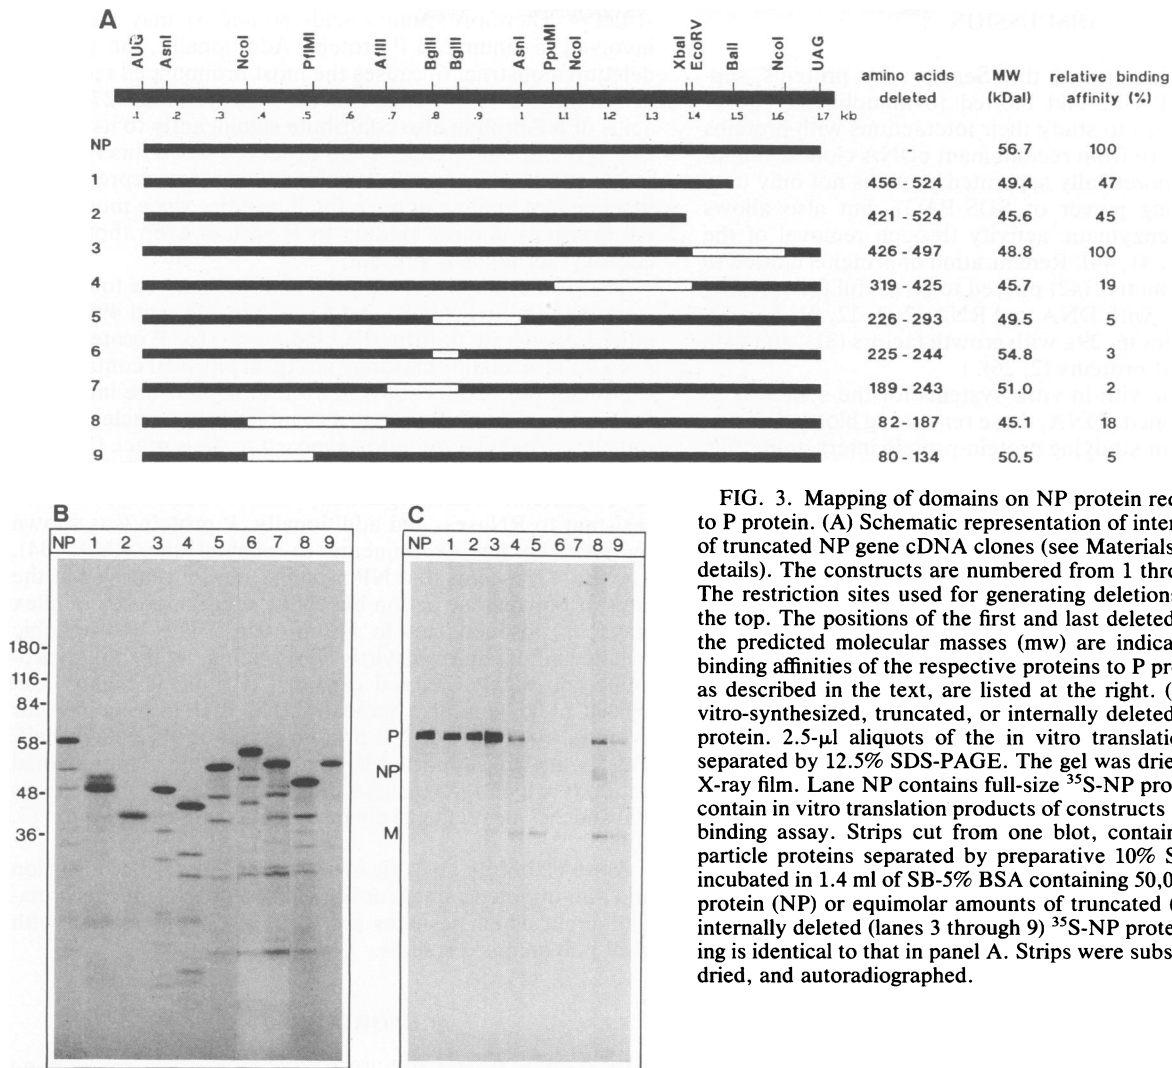 A
AUG AsnI NcoI PflMI AflII BglII BglII AsnI PpuMI NcoI XbaI EcoRV BalI NcoI UAG
amino acids deleted MW (KDal) relative binding affinity (%)
.1 .2 .3 .4 .5 .6 .7 .8 .9 1.0 1.1 1.2 1.3 1.4 1.5 1.6 1.7 kb
NP - 56.7 100
1 456 - 524 49.4 47
2 421 - 524 45.6 45
3 426 - 497 48.8 100
4 319 - 425 45.7 19
5 226 - 293 49.5 5
6 225 - 244 54.8 3
7 189 - 243 51.0 2
8 82 - 187 45.1 18
9 80 - 134 50.5 5
B
NP 1 2 3 4 5 6 7 8 9
180-
116-
84-
58-
48-
36-
C
NP 1 2 3 4 5 6 7 8 9
P
NP
M
FIG. 3. Mapping of domains on NP protein rec
to P protein. (A) Schematic representation of inter
of truncated NP gene cDNA clones (see Materials
details). The constructs are numbered from 1 thro
The restriction sites used for generating deletions
the top. The positions of the first and last deleted
the predicted molecular masses (mw) are indica
binding affinities of the respective proteins to P pr
as described in the text, are listed at the right. (
vitro-synthesized, truncated, or internally deleted
protein. 2.5-μl aliquots of the in vitro translatio
separated by 12.5% SDS-PAGE. The gel was drie
X-ray film. Lane NP contains full-size ³⁵S-NP pro
contain in vitro translation products of constructs
binding assay. Strips cut from one blot, contain
particle proteins separated by preparative 10% S
incubated in 1.4 ml of SB-5% BSA containing 50,0
protein (NP) or equimolar amounts of truncated (
internally deleted (lanes 3 through 9) ³⁵S-NP prote
ing is identical to that in panel A. Strips were subs
dried, and autoradiographed.